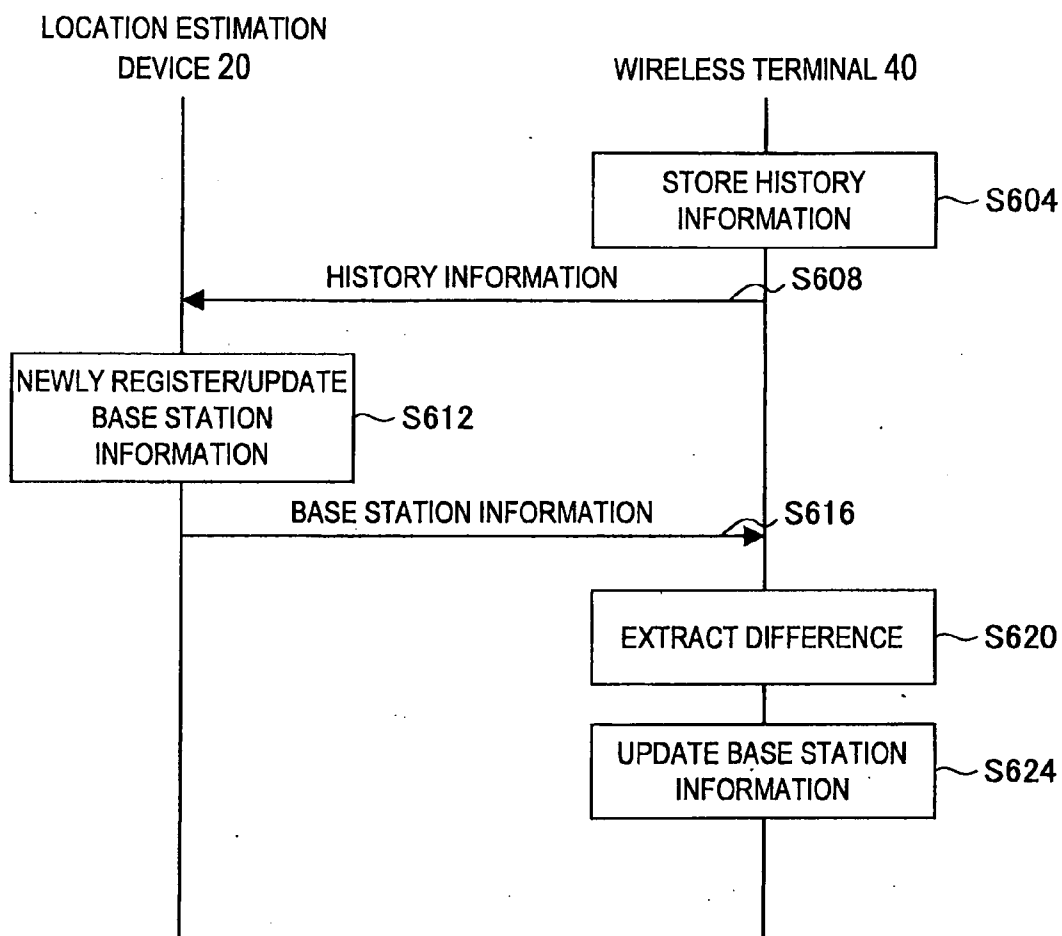 LOCATION ESTIMATION
DEVICE 20
WIRELESS TERMINAL 40
STORE HISTORY
INFORMATION
S604
HISTORY INFORMATION
S608
NEWLY REGISTER/UPDATE
BASE STATION
INFORMATION
S612
BASE STATION INFORMATION
S616
EXTRACT DIFFERENCE
S620
UPDATE BASE STATION
INFORMATION
S624